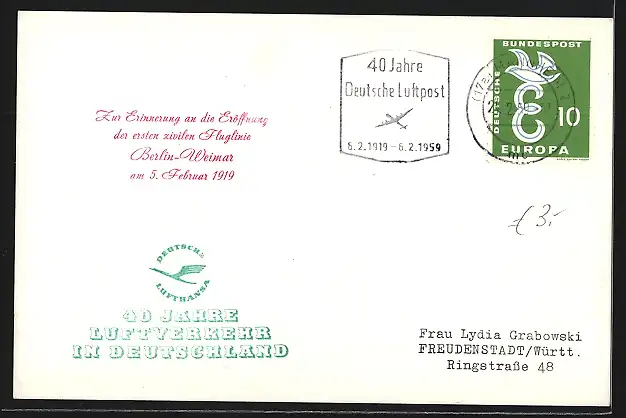 40 Jahre
Deutsche Luftpost
6.2.1919 – 6.2.1959
DEUTSCHE BUNDESPOST
10
EUROPA
Zur Erinnerung an die Eröffnung
der ersten zivilen Fluglinie
Berlin-Weimar
am 5. Februar 1919
3.-
DEUTSCHE
LUFTHANSA
40 JAHRE
LUFTVERKEHR
IN DEUTSCHLAND
Frau Lydia Grabowski
FREUDENSTADT/Württ.
Ringstraße 48